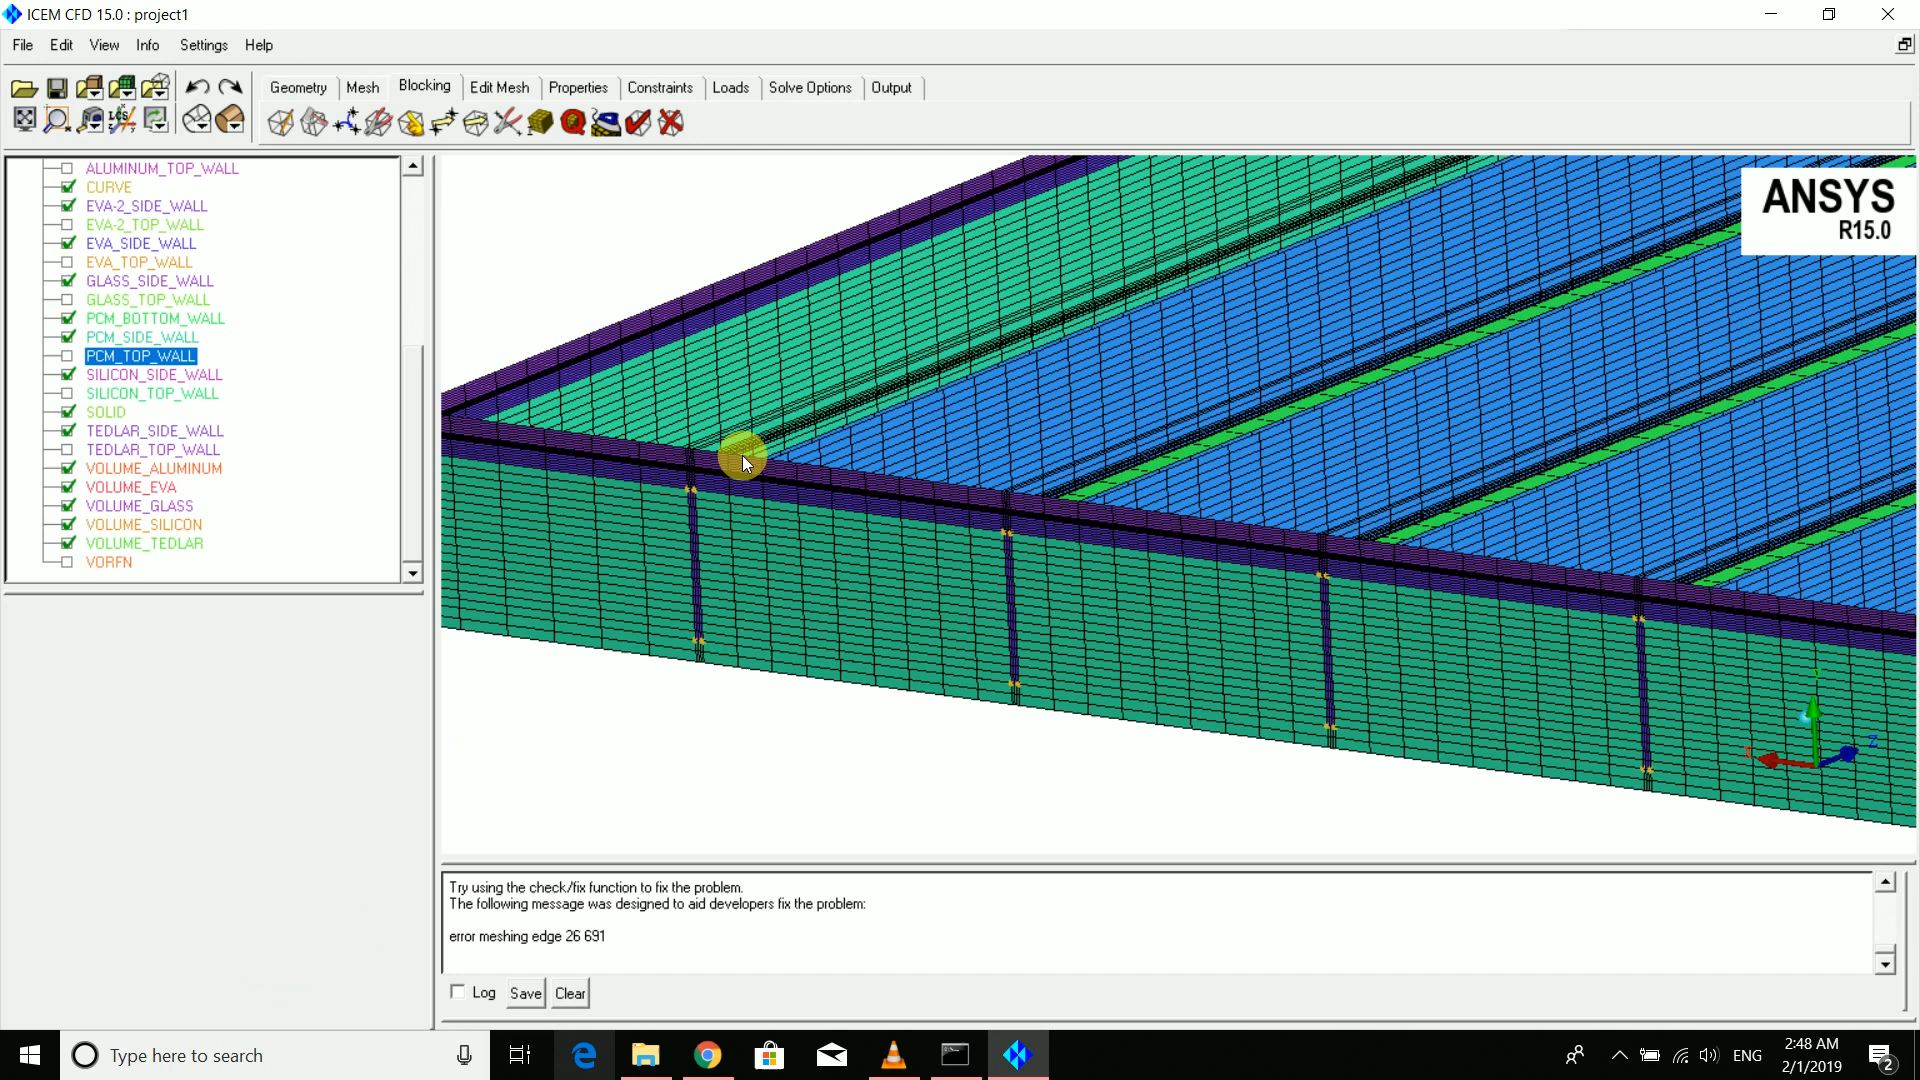 ICEM CFD 15.0 : project1
File Edit View Info Settings Help
Geometry Mesh Blocking Edit Mesh Properties Constraints Loads Solve Options Output
ALUMINUM_TOP_WALL
CURVE
EVA-2_SIDE_WALL
EVA-2_TOP_WALL
EVA_SIDE_WALL
EVA_TOP_WALL
GLASS_SIDE_WALL
GLASS_TOP_WALL
PCM_BOTTOM_WALL
PCM_SIDE_WALL
PCM_TOP_WALL
SILICON_SIDE_WALL
SILICON_TOP_WALL
SOLID
TEDLAR_SIDE_WALL
TEDLAR_TOP_WALL
VOLUME_ALUMINUM
VOLUME_EVA
VOLUME_GLASS
VOLUME_SILICON
VOLUME_TEDLAR
VORFN
ANSYS
R15.0
Y
X
Z
Try using the check/fix function to fix the problem.
The following message was designed to aid developers fix the problem:
error meshing edge 26 691
Log Save Clear
Type here to search
ENG
2:48 AM
2/1/2019
2